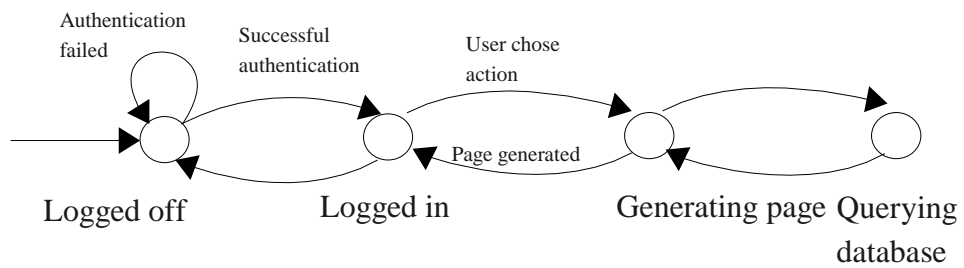 Authentication
failed
Successful
authentication
User chose
action
Page generated
Logged off
Logged in
Generating page
Querying
database